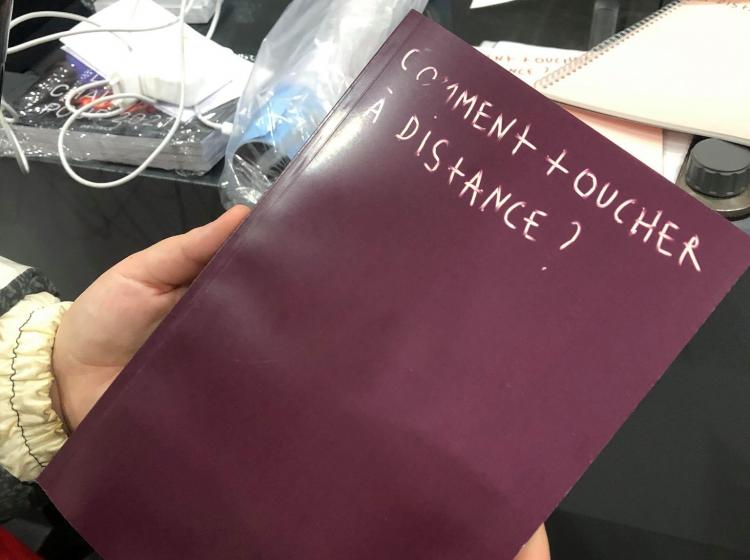 COMMENT TOUCHER
À DISTANCE ?